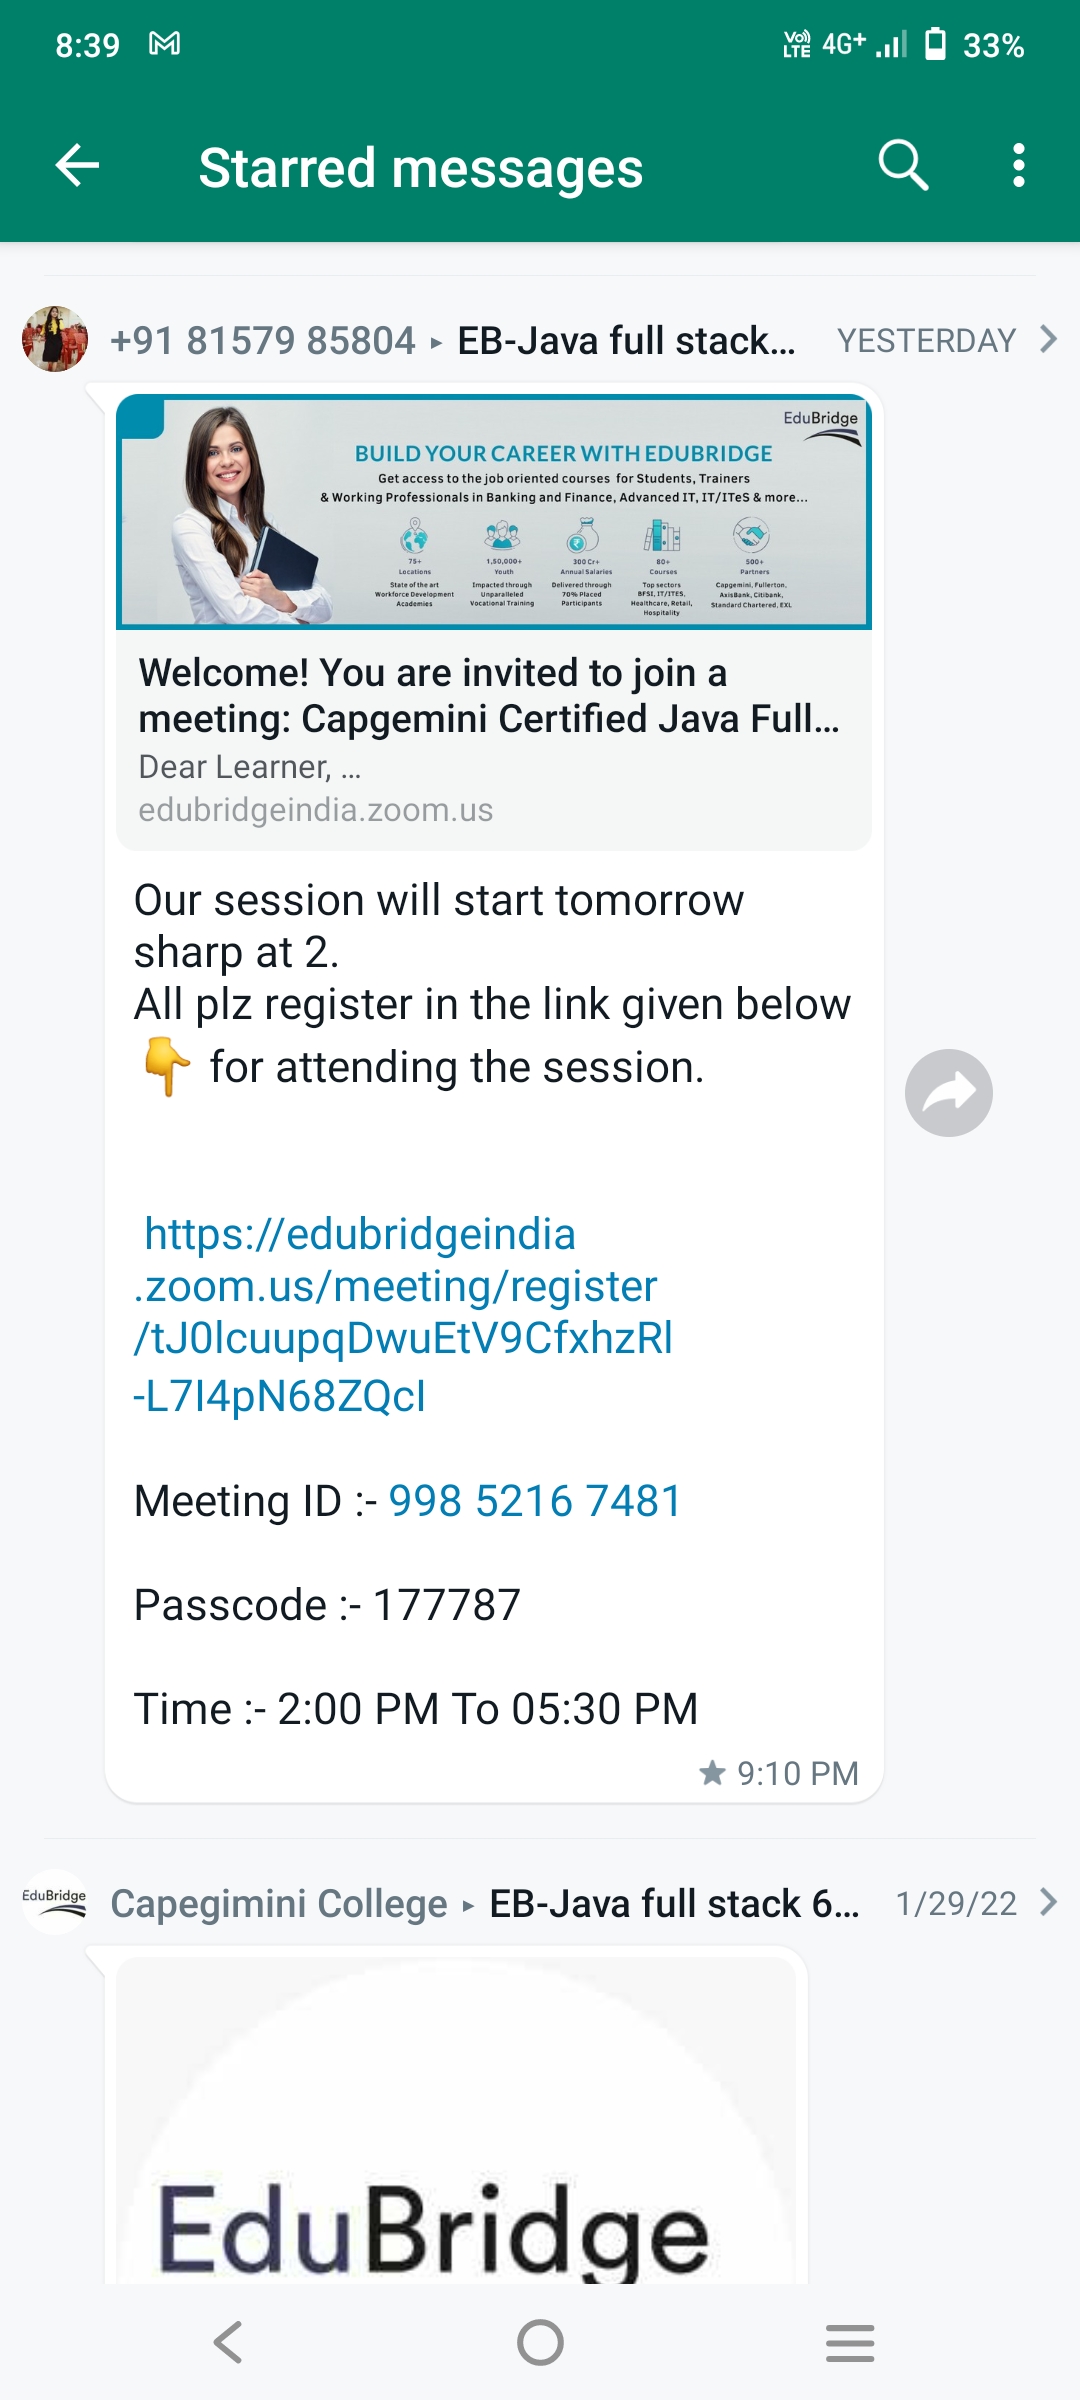 8:39
Vo))
LTE 4G+ 33%
Starred messages
+91 81579 85804 ▸ EB-Java full stack... YESTERDAY
EduBridge
BUILD YOUR CAREER WITH EDUBRIDGE
Get access to the job oriented courses for Students, Trainers
& Working Professionals in Banking and Finance, Advanced IT, IT/ITeS & more...
75+ 1,50,000+ 300 Cr+ 80+ 500+
Locations Youth Annual Salaries Courses Partners
State of the art Impacted through Delivered through Top sectors Capgemini, Fullerton,
Workforce Development Unparalleled 70% Placed BFSI, IT/ITES, AxisBank, Citibank,
Academies Vocational Training Participants Healthcare, Retail, Standard Chartered, EXL
Hospitality
Welcome! You are invited to join a
meeting: Capgemini Certified Java Full...
Dear Learner, ...
edubridgeindia.zoom.us
Our session will start tomorrow
sharp at 2.
All plz register in the link given below
👇 for attending the session.
https://edubridgeindia
.zoom.us/meeting/register
/tJ0lcuupqDwuEtV9CfxhzRl
-L7I4pN68ZQcI
Meeting ID :- 998 5216 7481
Passcode :- 177787
Time :- 2:00 PM To 05:30 PM
★ 9:10 PM
EduBridge
Capegimini College ▸ EB-Java full stack 6... 1/29/22
EduBridge